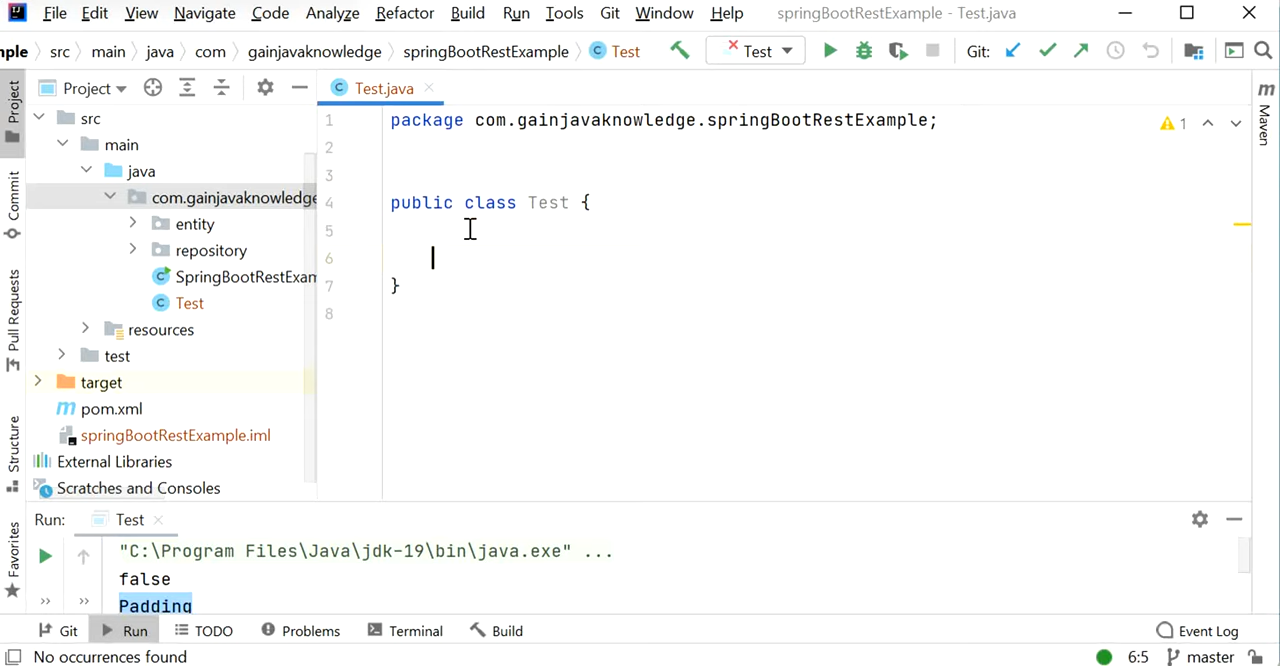 File Edit View Navigate Code Analyze Refactor Build Run Tools Git Window Help springBootRestExample - Test.java
mple src main java com gainjavaknowledge springBootRestExample Test Test Git:
Project
Commit
Pull Requests
Structure
Favorites
Project
src
main
java
com.gainjavaknowledge
entity
repository
SpringBootRestExam
Test
resources
test
target
pom.xml
springBootRestExample.iml
External Libraries
Scratches and Consoles
Test.java
1 package com.gainjavaknowledge.springBootRestExample;
2
3
4 public class Test {
5
6
7 }
8
1
Maven
Run: Test
"C:\Program Files\Java\jdk-19\bin\java.exe" ...
false
Padding
Git Run TODO Problems Terminal Build Event Log
No occurrences found 6:5 master